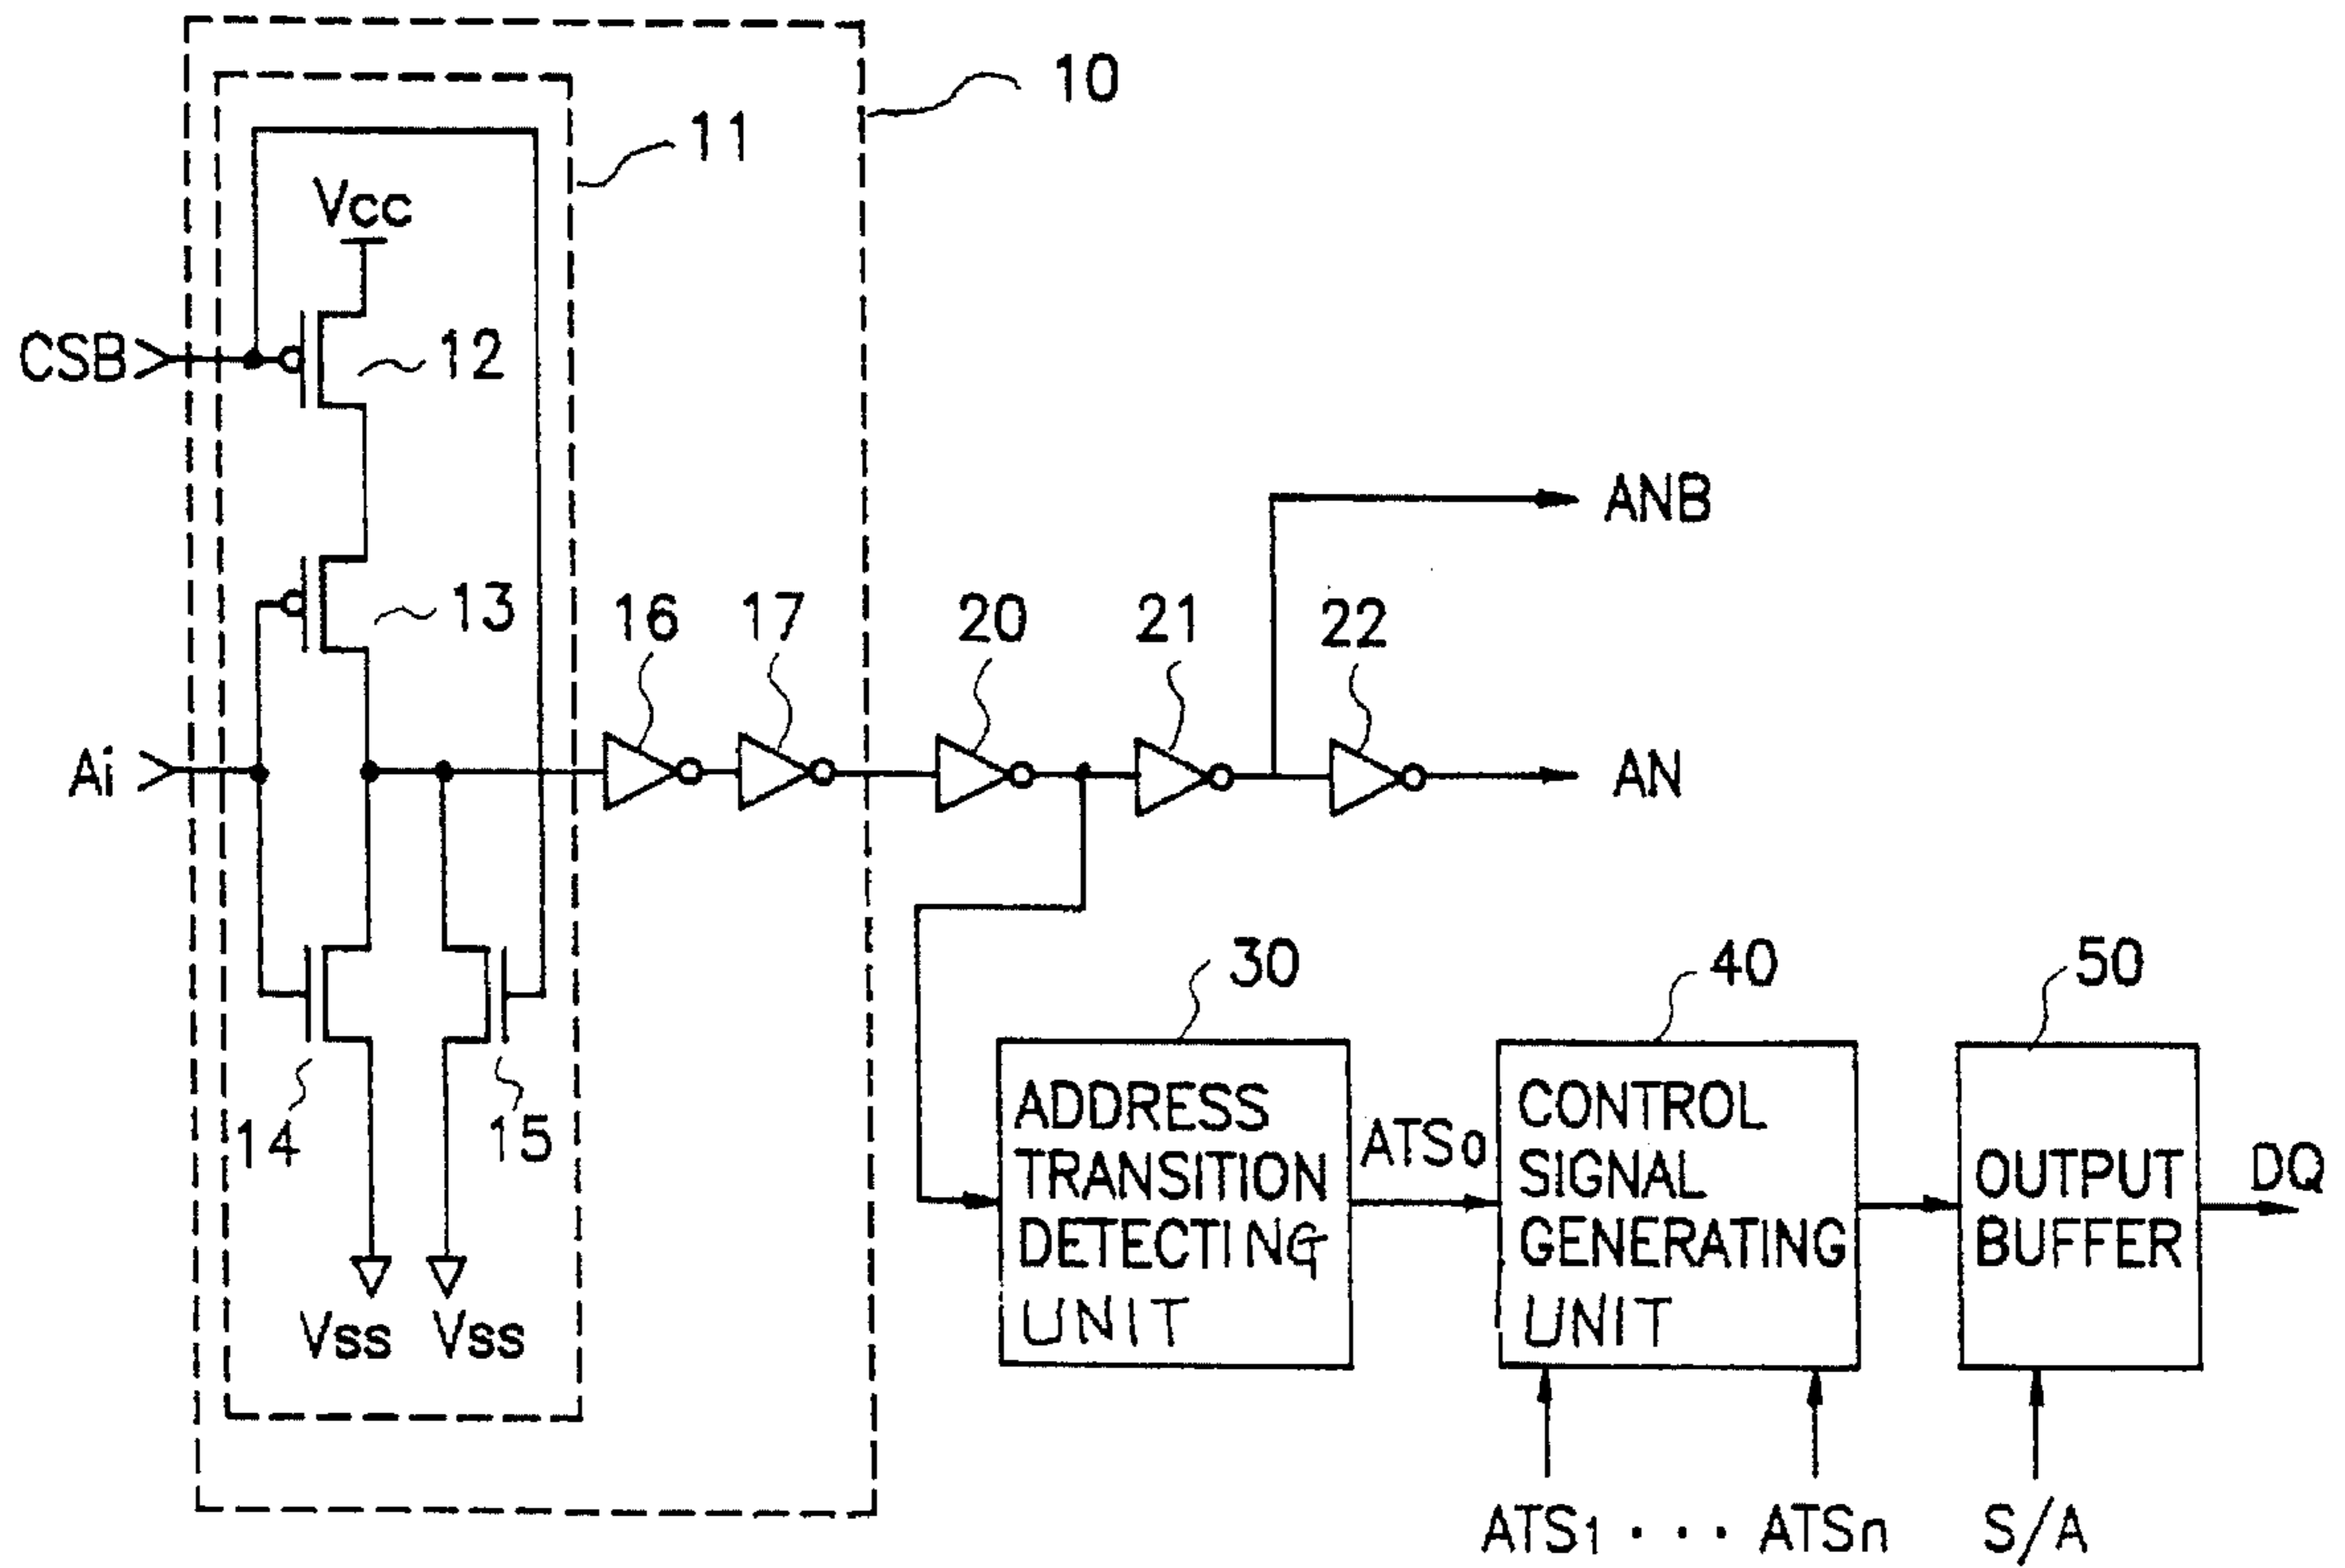 10
11
Vcc
CSB
12
ANB
13
16
17
20
21
22
Ai
AN
30
40
50
14
15
ADDRESS
TRANSITION
DETECTING
UNIT
ATS0
CONTROL
SIGNAL
GENERATING
UNIT
OUTPUT
BUFFER
DQ
Vss
Vss
ATS1 · · · ATSn
S/A